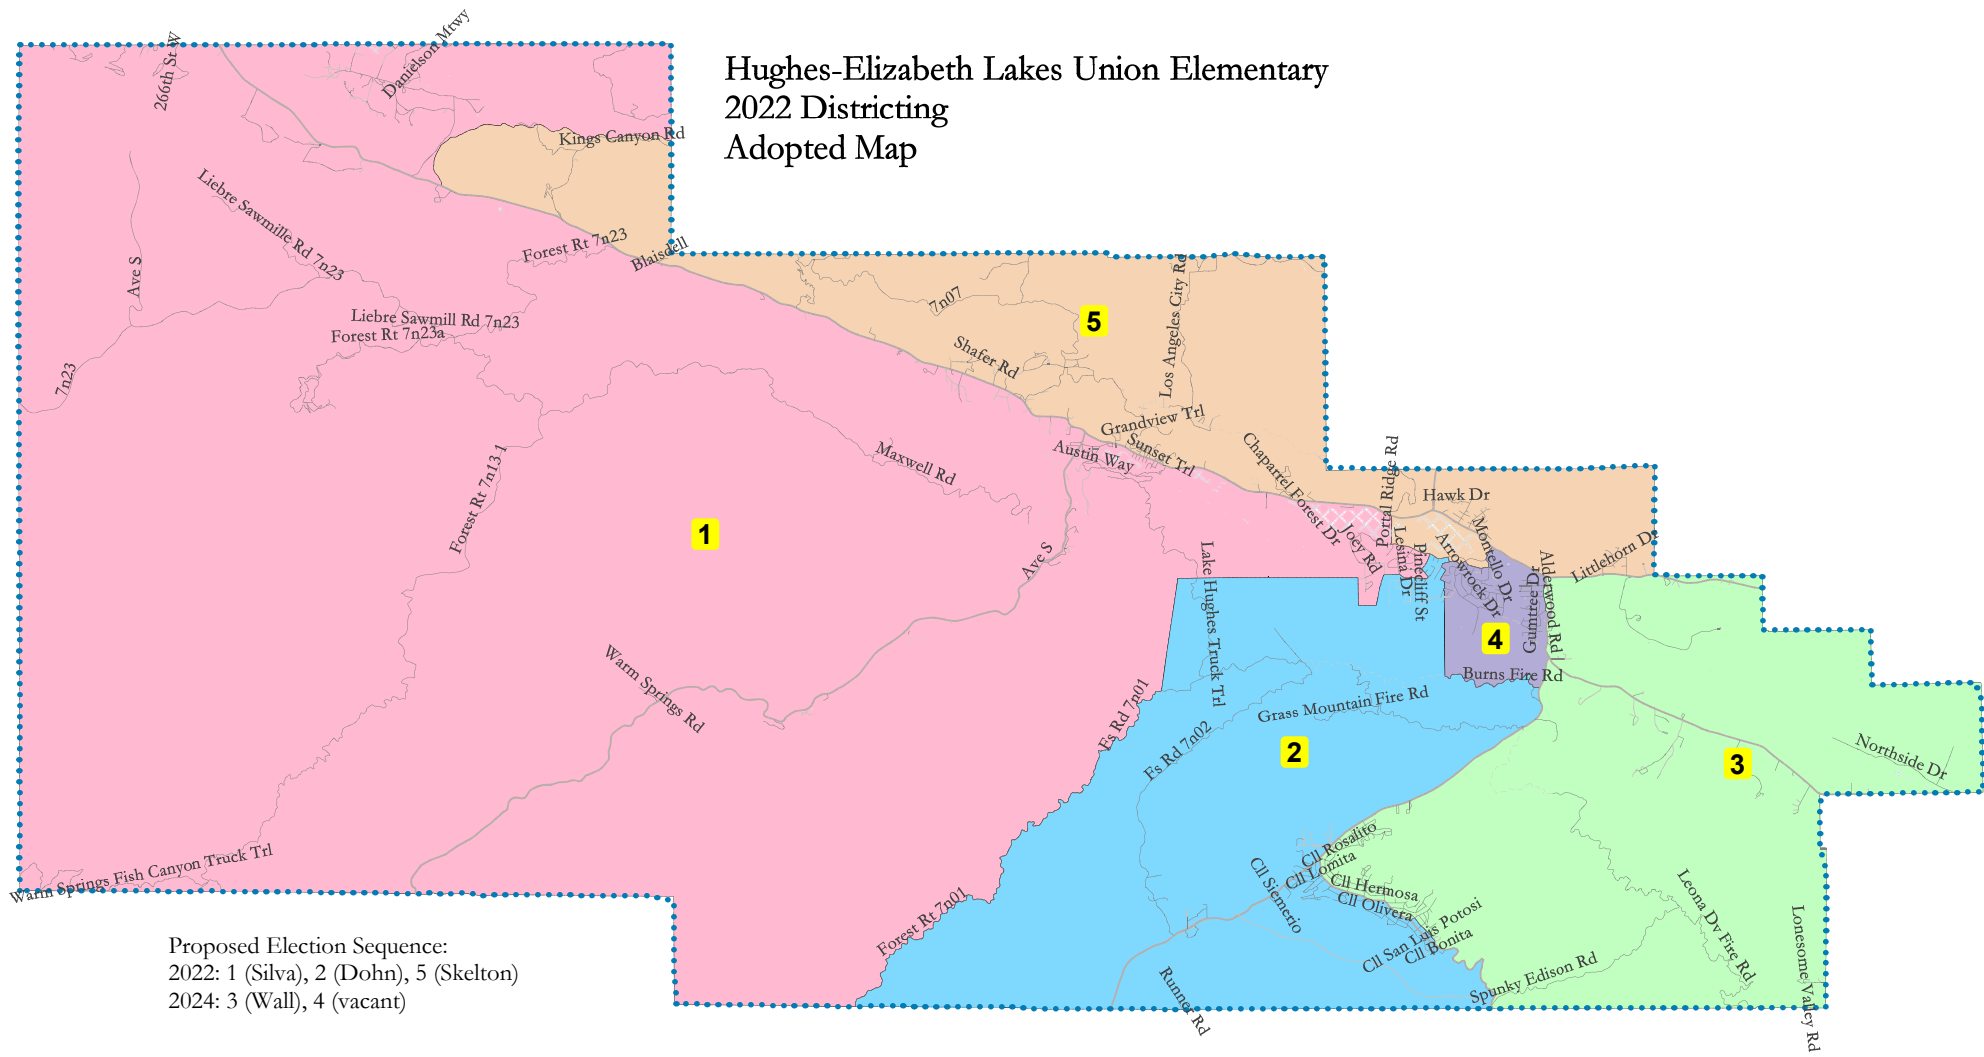 Hughes-Elizabeth Lakes Union Elementary
2022 Districting
Adopted Map
266th St W
Danielson Mtwy
Kings Canyon Rd
Liebre Sawmille Rd 7n23
Forest Rt 7n23
Blaisdell
Ave S
7n07
Los Angeles City Rd
5
Liebre Sawmill Rd 7n23
Forest Rt 7n23a
Shafer Rd
7n23
Grandview Trl
Sunset Trl
Austin Way
Maxwell Rd
Chaparrel Forest Dr
Portal Ridge Rd
Hawk Dr
Forest Rt 7n13 1
1
Joey Rd
Lesina Dr
Pinecliff St
Arrowrock Dr
Montello Dr
Gumtree Dr
Alderwood Rd
Littlehorn Dr
Ave S
Lake Hughes Truck Trl
4
Burns Fire Rd
Warm Springs Rd
Fs Rd 7n01
Grass Mountain Fire Rd
Fs Rd 7n02
2
3
Northside Dr
Cll Rosalito
Cll Lomita
Warm Springs Fish Canyon Truck Trl
Cll Siemerio
Cll Hermosa
Cll Olivera
Forest Rt 7n01
Cll San Luis Potosi
Cll Bonita
Leona Dv Fire Rd
Lonesome Valley Rd
Spunky Edison Rd
Runner Rd
Proposed Election Sequence:
2022: 1 (Silva), 2 (Dohn), 5 (Skelton)
2024: 3 (Wall), 4 (vacant)